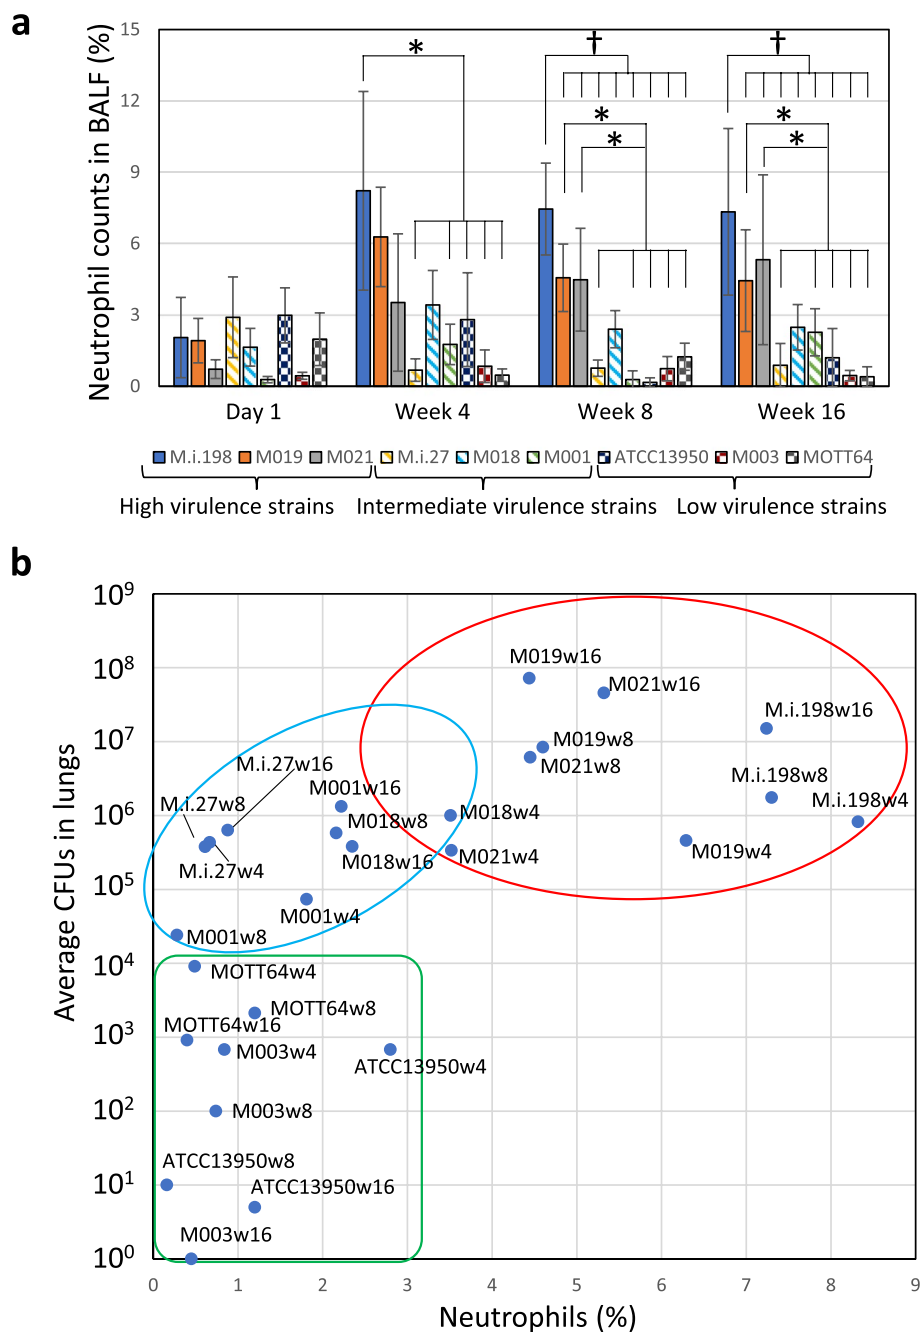 a
Neutrophil counts in BALF (%)
15
12
9
6
3
0
* † †
* *
* *
Day 1 Week 4 Week 8 Week 16
M.i.198 M019 M021 M.i.27 M018 M001 ATCC13950 M003 MOTT64
High virulence strains Intermediate virulence strains Low virulence strains
b
Average CFUs in lungs
10⁹
10⁸
10⁷
10⁶
10⁵
10⁴
10³
10²
10¹
10⁰
M019w16
M021w16
M.i.198w16
M019w8
M021w8
M.i.27w16
M.i.198w8
M001w16
M.i.27w8
M.i.198w4
M018w4
M018w8
M019w4
M021w4
M018w16
M.i.27w4
M001w4
M001w8
MOTT64w4
MOTT64w8
MOTT64w16
M003w4
ATCC13950w4
M003w8
ATCC13950w8
ATCC13950w16
M003w16
0 1 2 3 4 5 6 7 8 9
Neutrophils (%)